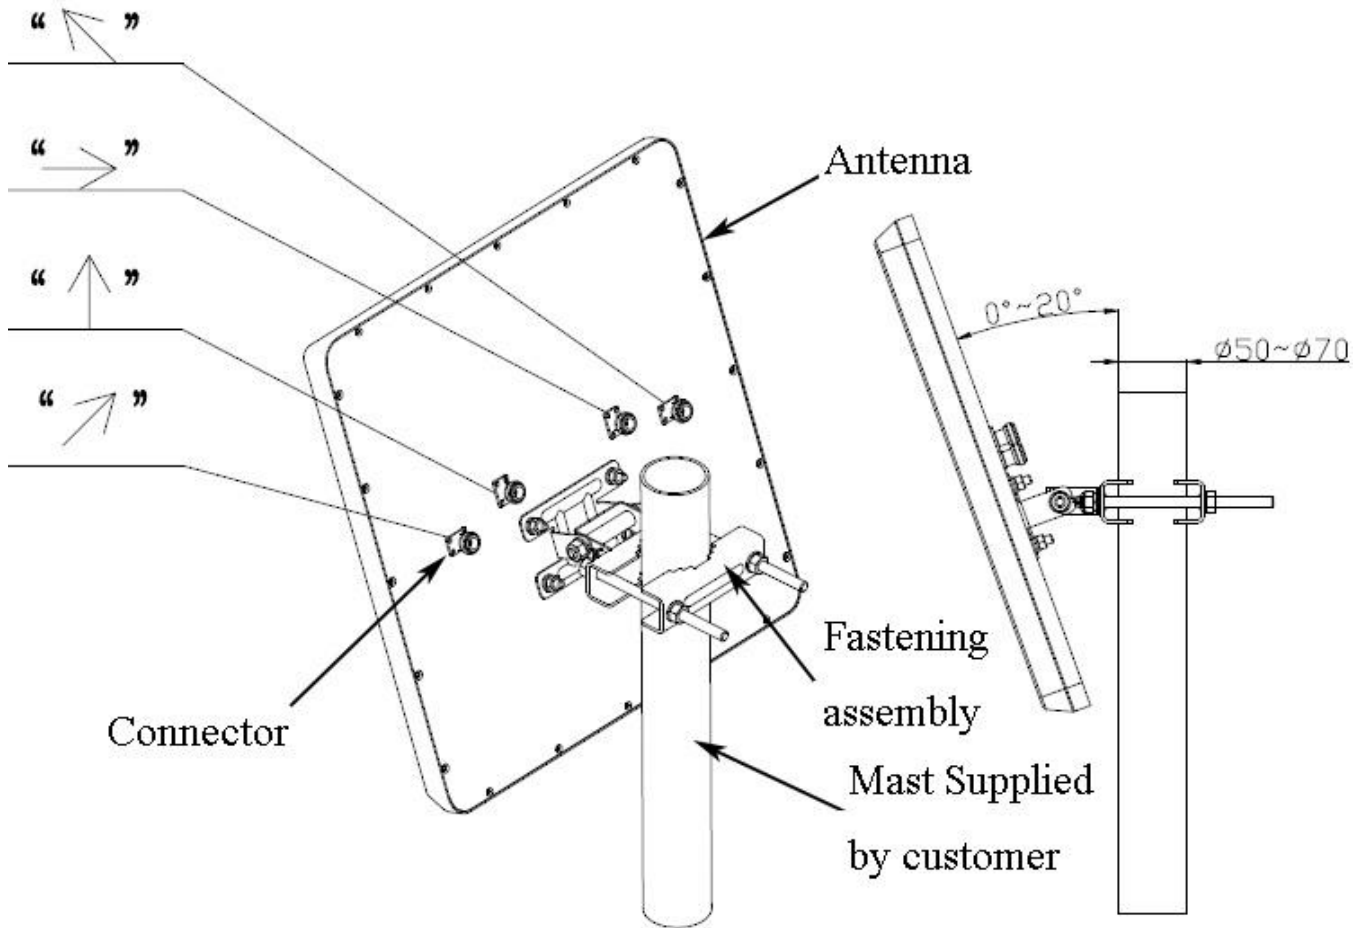 “ ↖ ”
“ → ”
“ ↑ ”
“ ↗ ”
Antenna
0°~20°
Ø50~Ø70
Connector
Fastening
assembly
Mast Supplied
by customer